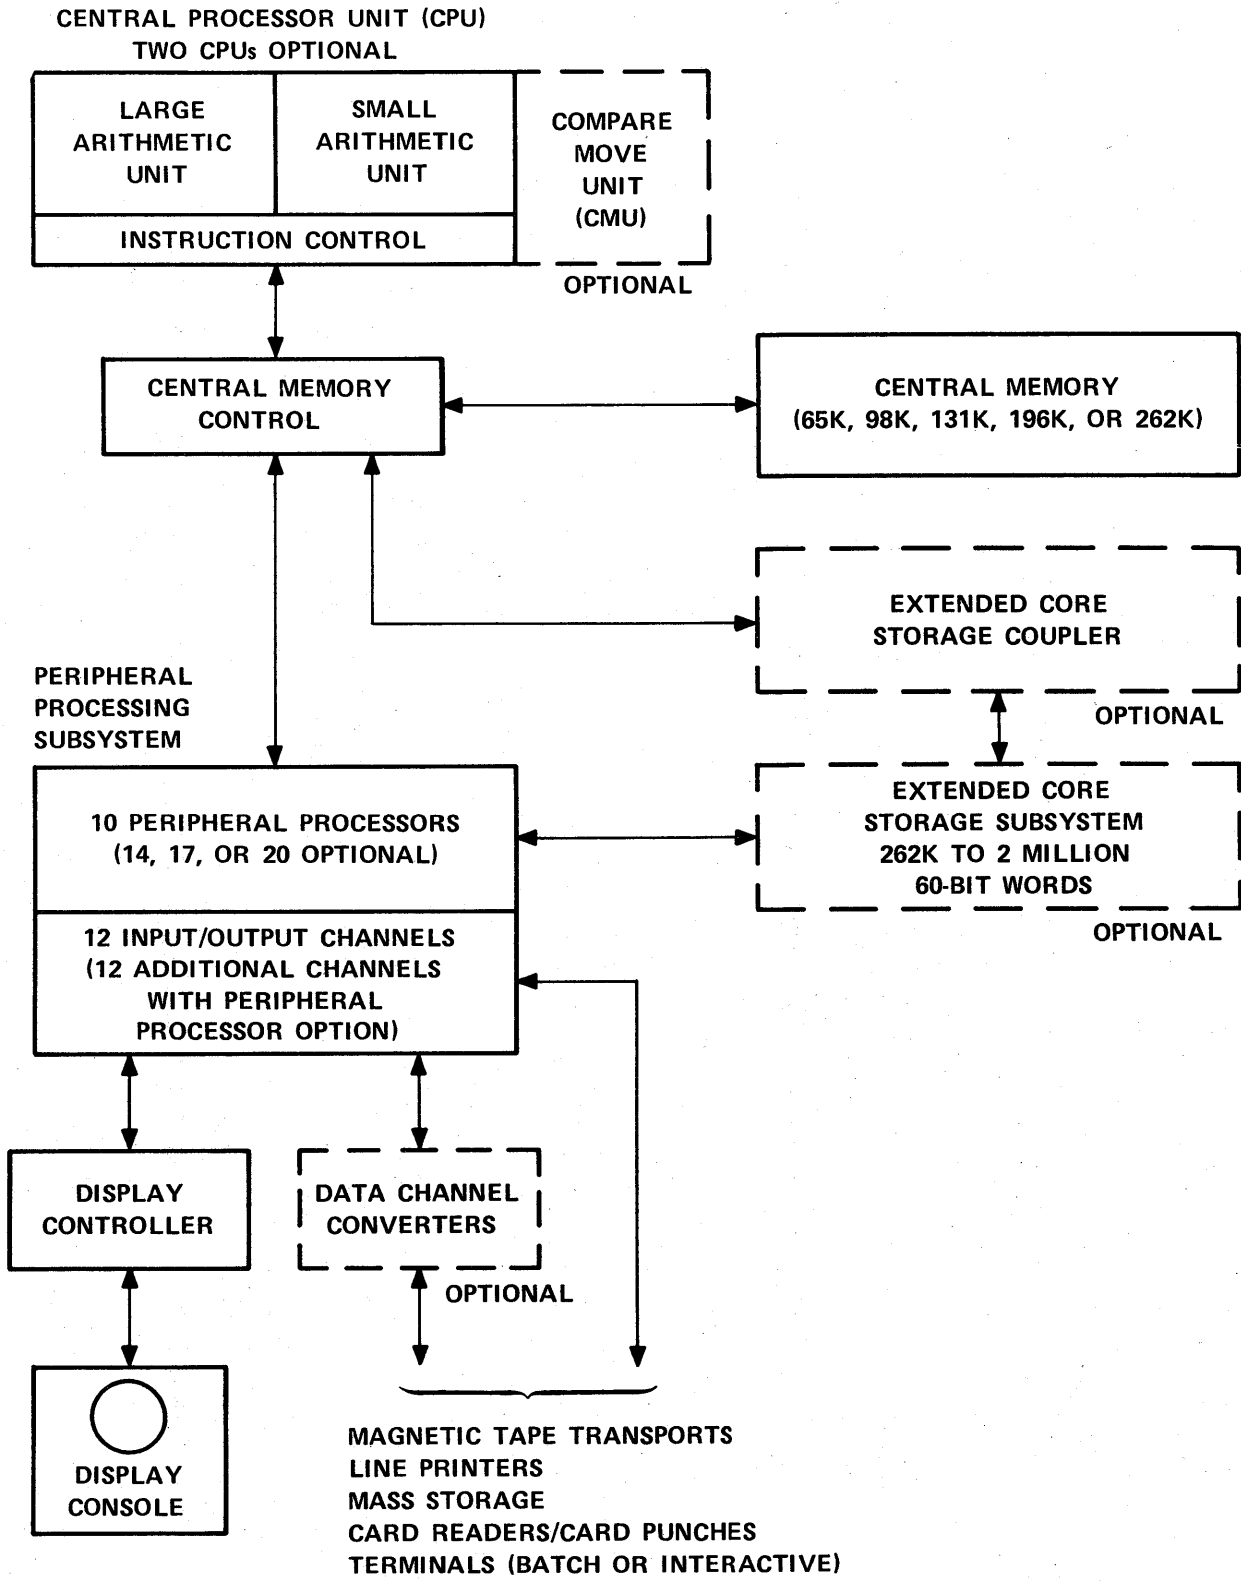 CENTRAL PROCESSOR UNIT (CPU)
TWO CPUs OPTIONAL
LARGE
ARITHMETIC
UNIT
SMALL
ARITHMETIC
UNIT
COMPARE
MOVE
UNIT
(CMU)
INSTRUCTION CONTROL
OPTIONAL
CENTRAL MEMORY
CONTROL
CENTRAL MEMORY
(65K, 98K, 131K, 196K, OR 262K)
EXTENDED CORE
STORAGE COUPLER
OPTIONAL
PERIPHERAL
PROCESSING
SUBSYSTEM
10 PERIPHERAL PROCESSORS
(14, 17, OR 20 OPTIONAL)
EXTENDED CORE
STORAGE SUBSYSTEM
262K TO 2 MILLION
60-BIT WORDS
OPTIONAL
12 INPUT/OUTPUT CHANNELS
(12 ADDITIONAL CHANNELS
WITH PERIPHERAL
PROCESSOR OPTION)
DISPLAY
CONTROLLER
DATA CHANNEL
CONVERTERS
OPTIONAL
DISPLAY
CONSOLE
MAGNETIC TAPE TRANSPORTS
LINE PRINTERS
MASS STORAGE
CARD READERS/CARD PUNCHES
TERMINALS (BATCH OR INTERACTIVE)